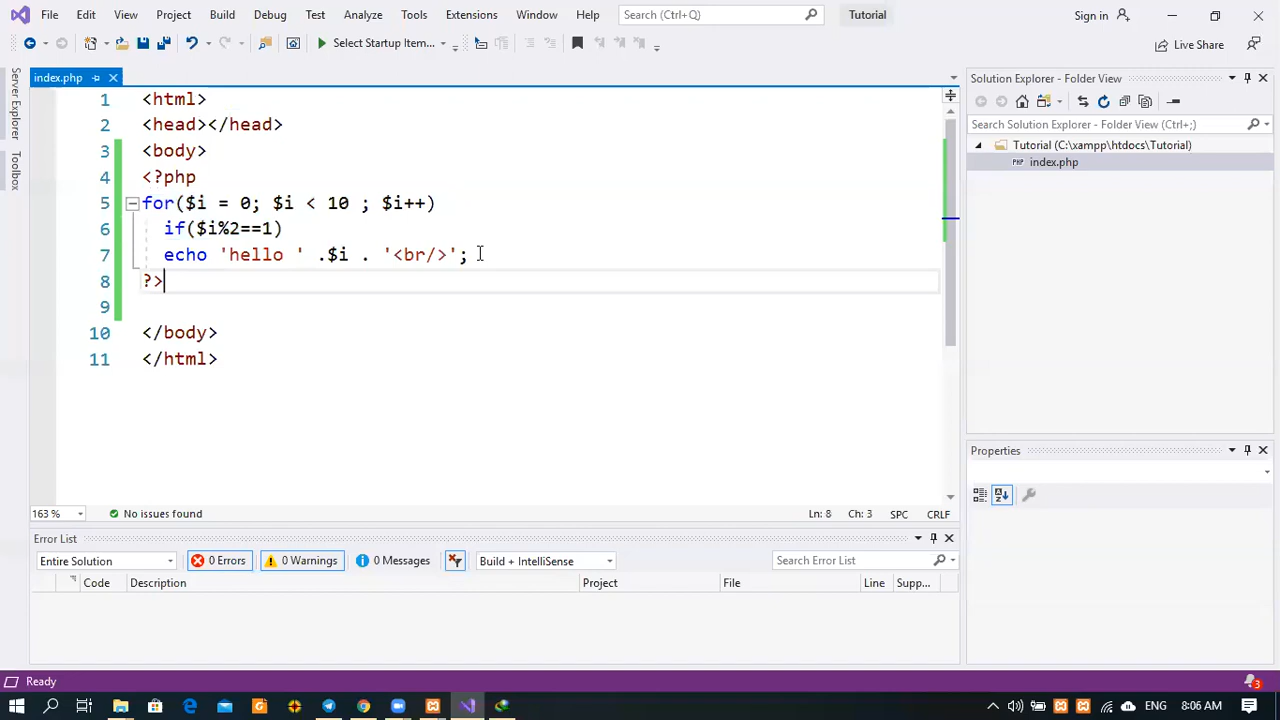 File Edit View Project Build Debug Test Analyze Tools Extensions Window Help Search (Ctrl+Q) Tutorial Sign in
Select Startup Item... Live Share
index.php
Server Explorer
Toolbox
1 <html>
2 <head></head>
3 <body>
4 <?php
5 for($i = 0; $i < 10 ; $i++)
6 if($i%2==1)
7 echo 'hello ' .$i . '<br/>';
8 ?>
9
10 </body>
11 </html>
Solution Explorer - Folder View
Search Solution Explorer - Folder View (Ctrl+;)
Tutorial (C:\xampp\htdocs\Tutorial)
PHP index.php
Properties
163 % No issues found Ln: 8 Ch: 3 SPC CRLF
Error List
Entire Solution 0 Errors 0 Warnings 0 Messages Build + IntelliSense Search Error List
Code Description Project File Line Supp...
Ready 3
ENG 8:06 AM